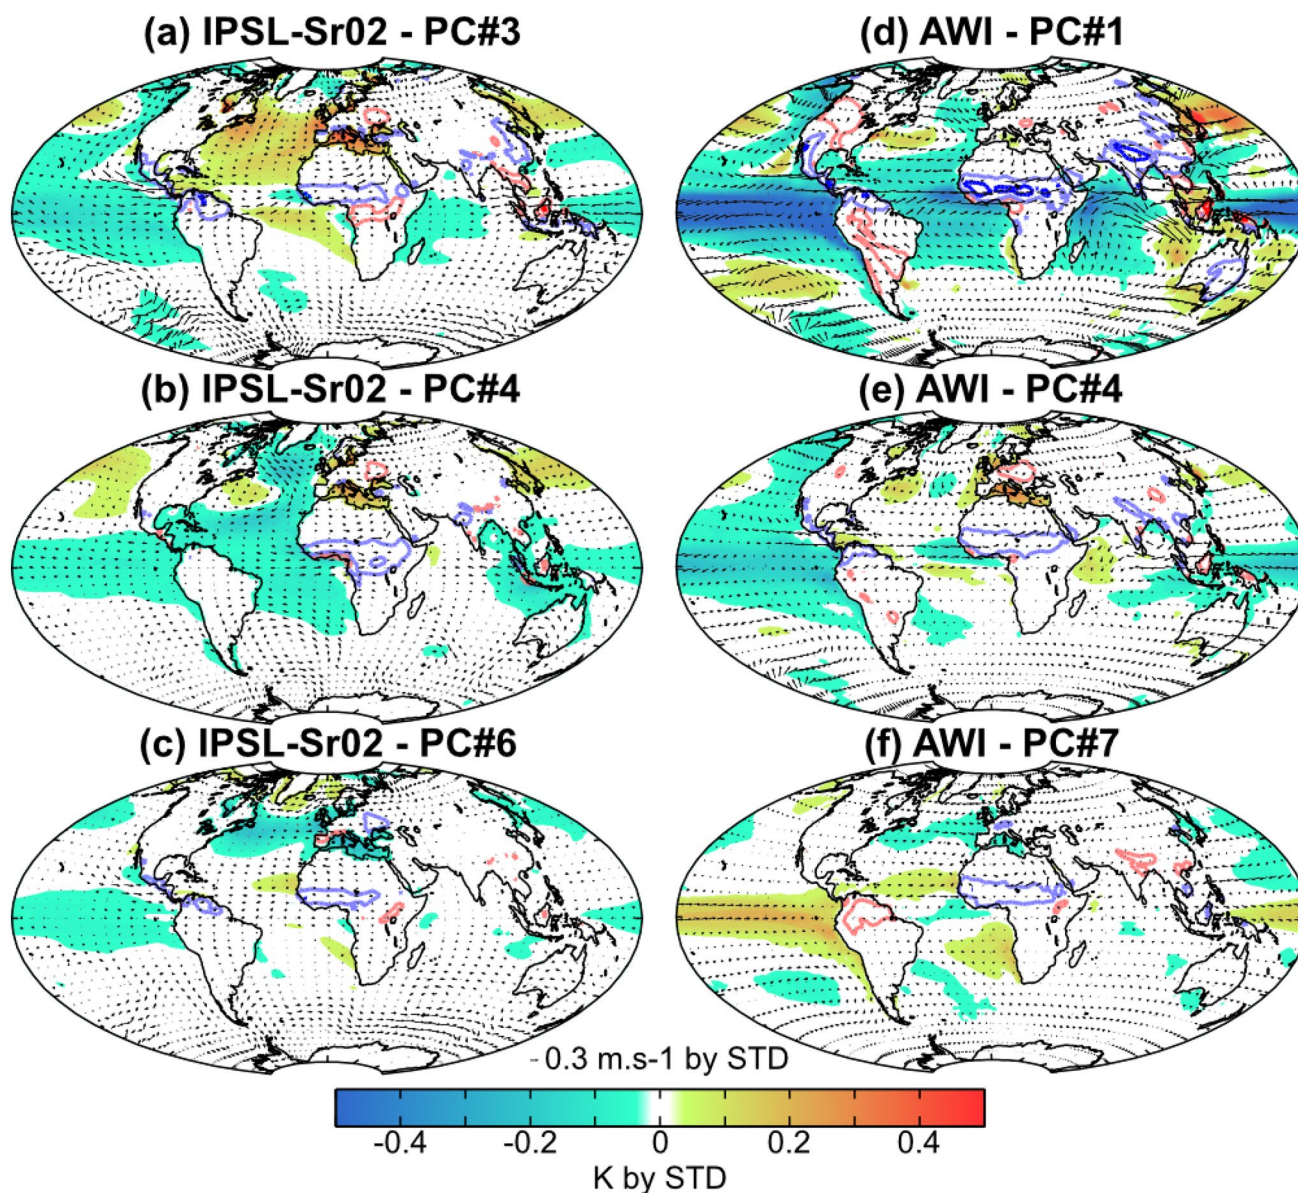 (a) IPSL-Sr02 - PC#3
(d) AWI - PC#1
(b) IPSL-Sr02 - PC#4
(e) AWI - PC#4
(c) IPSL-Sr02 - PC#6
(f) AWI - PC#7
0.3 m.s-1 by STD
-0.4 -0.2 0 0.2 0.4
K by STD